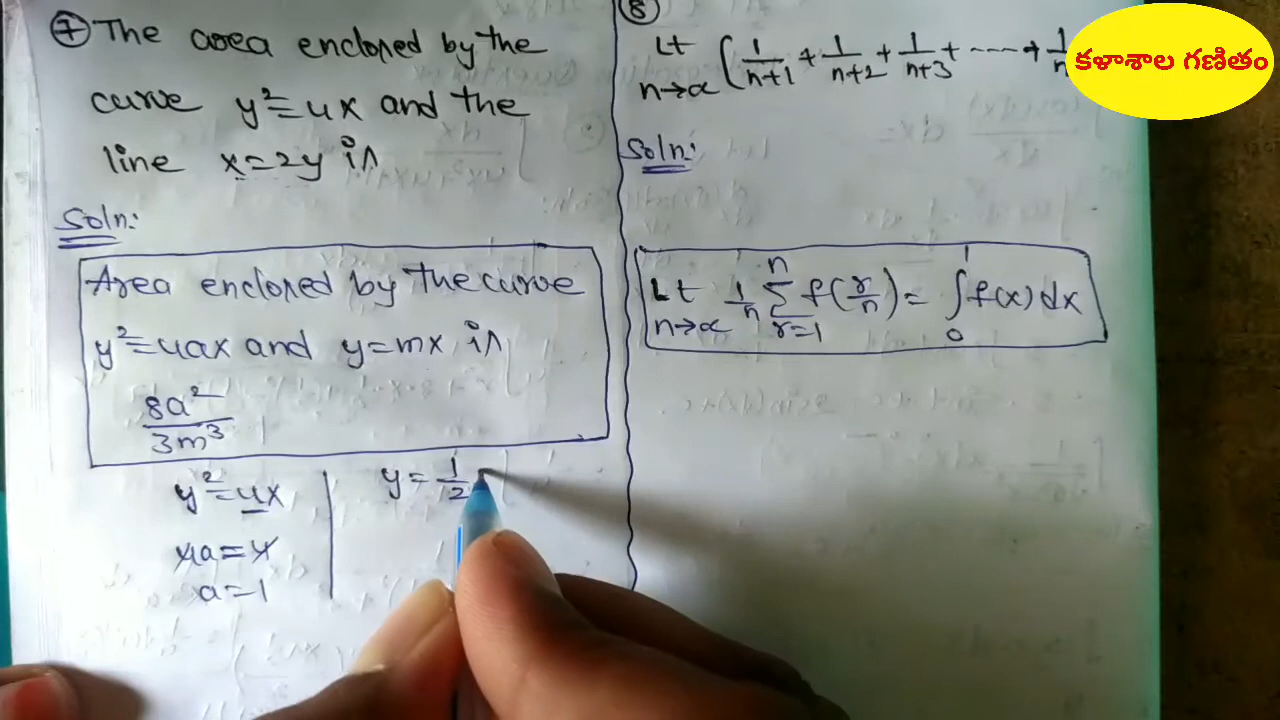 ⑦ The area enclosed by the
curve y²=4x and the
line x=2y is
Soln:
Area enclosed by the curve
y²=4ax and y=mx is
8a²/3m³
y²=4x
4a=4
a=1
y=1/2
⑧
Lt n→∝ (1/n+1 + 1/n+2 + 1/n+3 + ---- + 1/n
Soln:
Lt n→∝ 1/n Σ r=1 n f(r/n) = ∫ 0 1 f(x) dx
కళాశాల గణితం